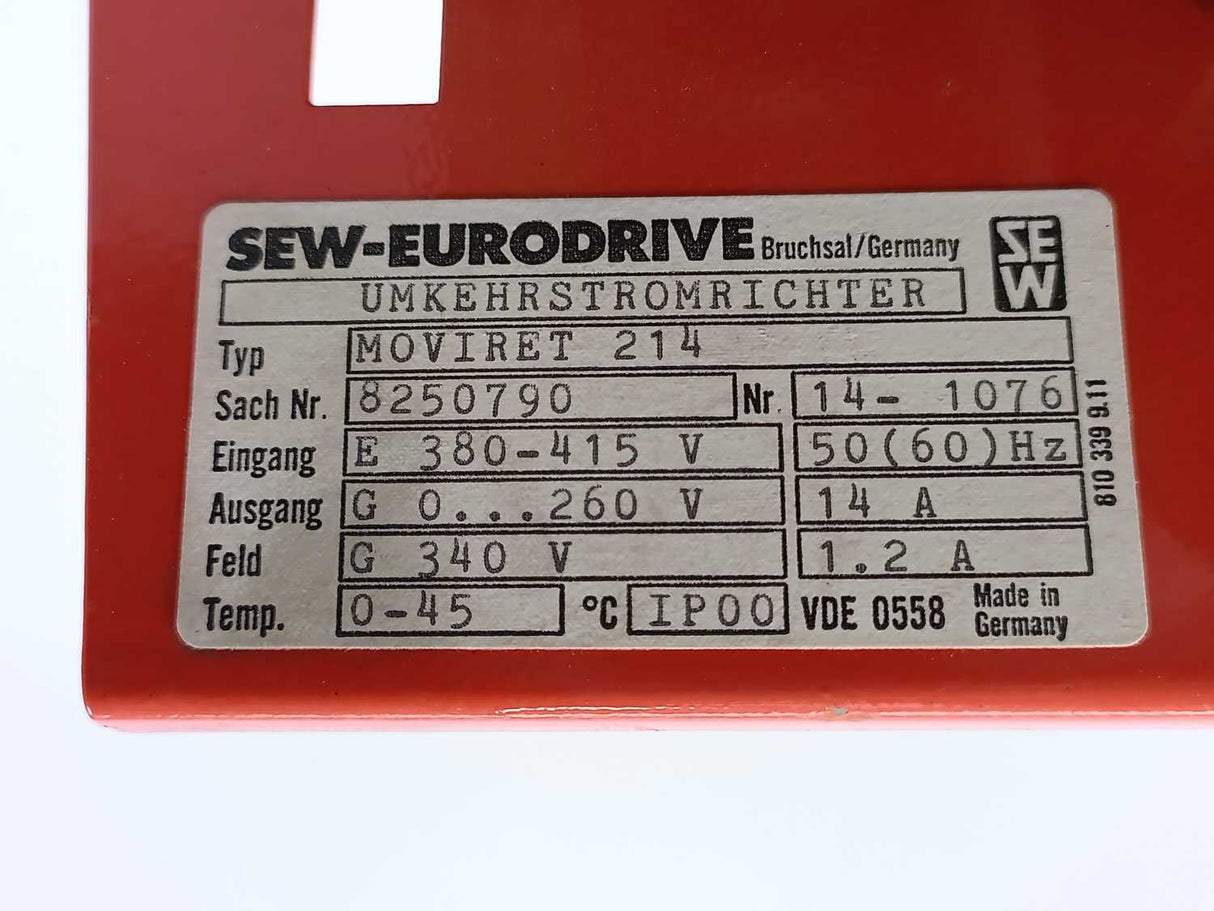 SEW-EURODRIVE Bruchsal/Germany SEW
UMKEHRSTROMRICHTER
Typ MOVIRET 214
Sach Nr. 8250790 Nr. 14- 1076
Eingang E 380-415 V 50(60)Hz
Ausgang G 0...260 V 14 A
Feld G 340 V 1.2 A
Temp. 0-45 °C IP00 VDE 0558 Made in Germany
810 339 9.11